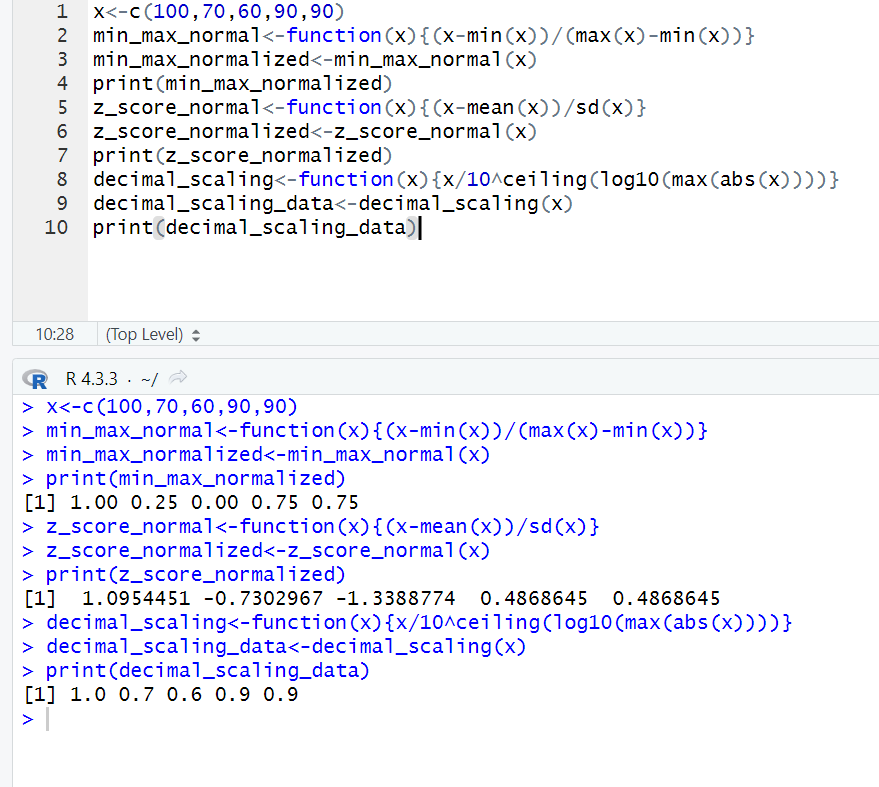 1 x<-c(100,70,60,90,90)
2 min_max_normal<-function(x){(x-min(x))/(max(x)-min(x))}
3 min_max_normalized<-min_max_normal(x)
4 print(min_max_normalized)
5 z_score_normal<-function(x){(x-mean(x))/sd(x)}
6 z_score_normalized<-z_score_normal(x)
7 print(z_score_normalized)
8 decimal_scaling<-function(x){x/10^ceiling(log10(max(abs(x))))}
9 decimal_scaling_data<-decimal_scaling(x)
10 print(decimal_scaling_data)
10:28 (Top Level)
R R 4.3.3 · ~/
> x<-c(100,70,60,90,90)
> min_max_normal<-function(x){(x-min(x))/(max(x)-min(x))}
> min_max_normalized<-min_max_normal(x)
> print(min_max_normalized)
[1] 1.00 0.25 0.00 0.75 0.75
> z_score_normal<-function(x){(x-mean(x))/sd(x)}
> z_score_normalized<-z_score_normal(x)
> print(z_score_normalized)
[1]  1.0954451 -0.7302967 -1.3388774  0.4868645  0.4868645
> decimal_scaling<-function(x){x/10^ceiling(log10(max(abs(x))))}
> decimal_scaling_data<-decimal_scaling(x)
> print(decimal_scaling_data)
[1] 1.0 0.7 0.6 0.9 0.9
>